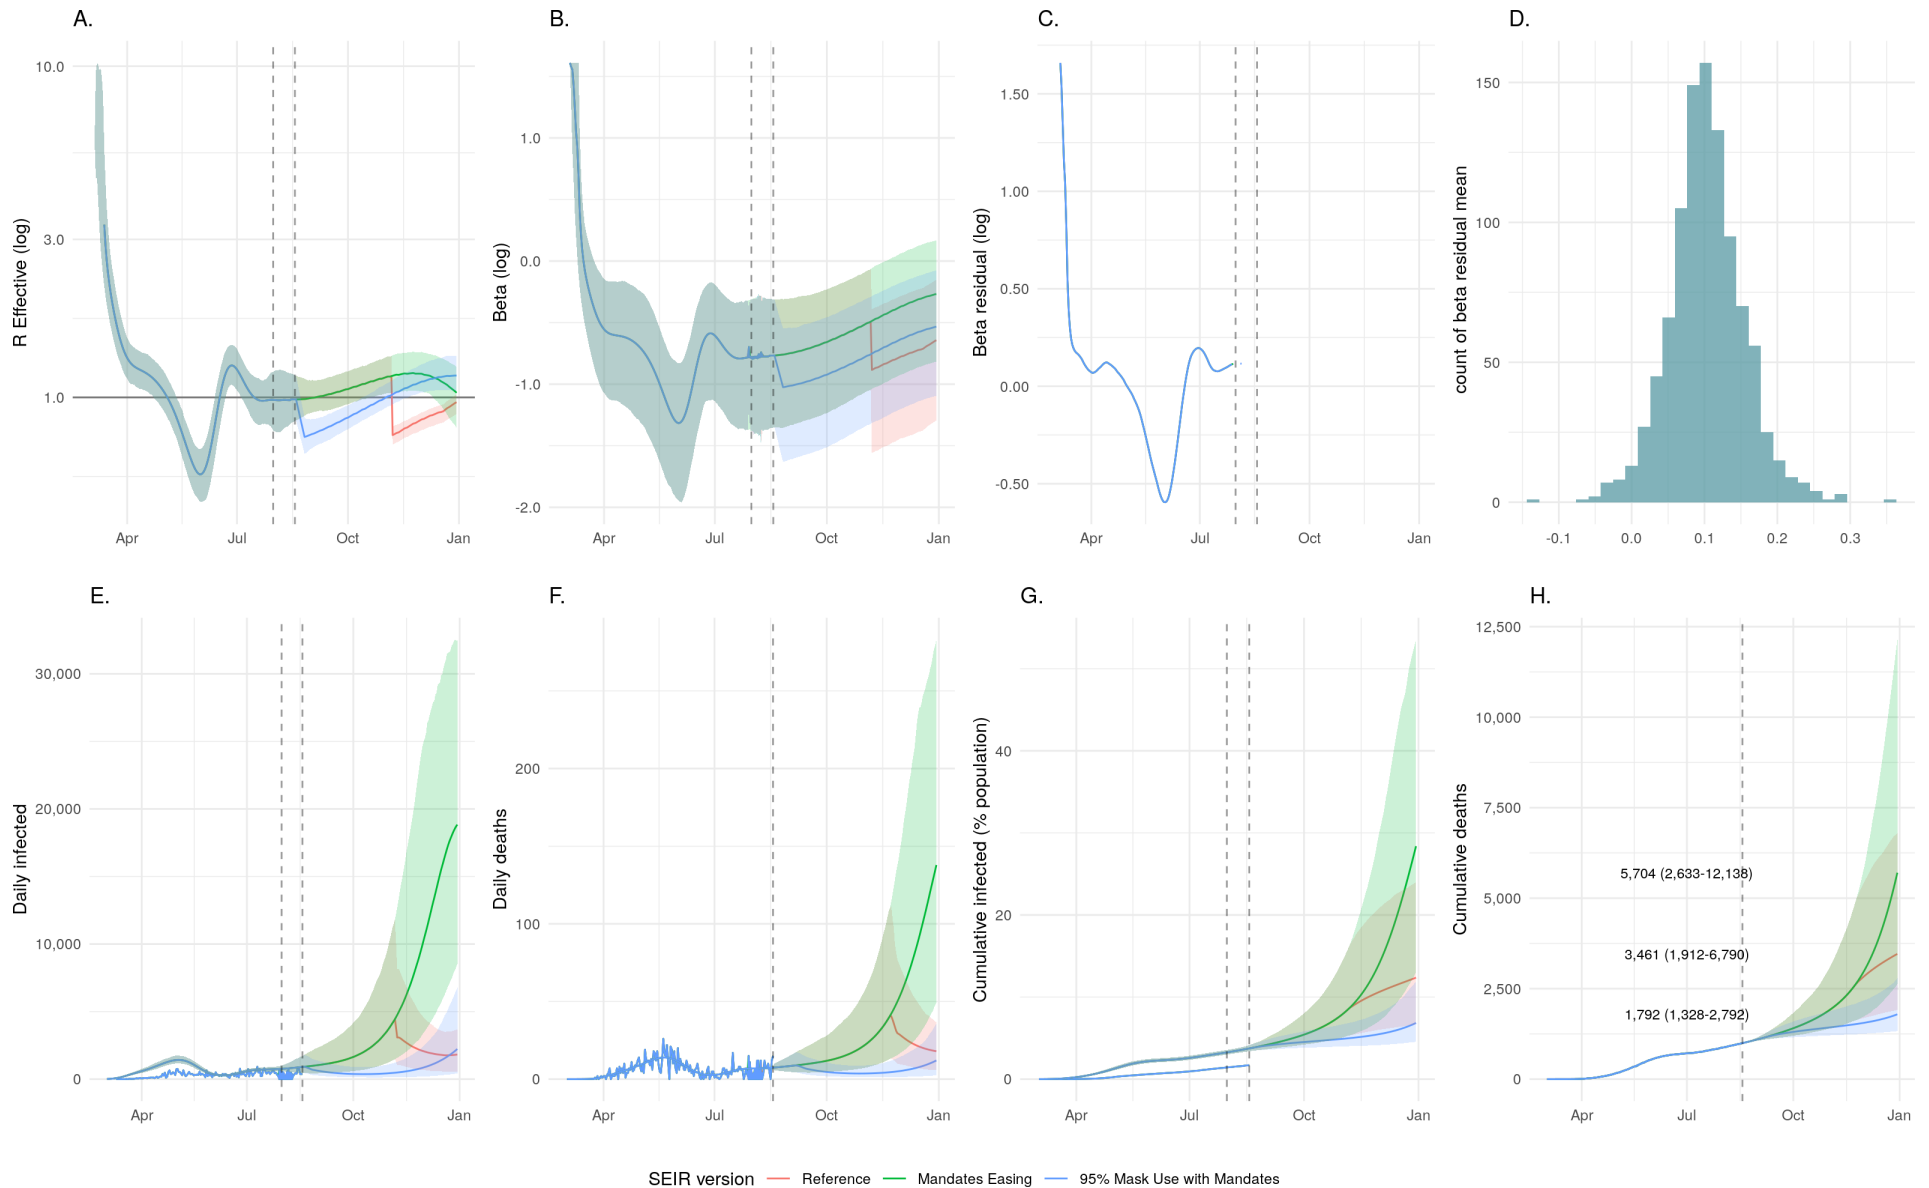 A.
R Effective (log)
10.0
3.0
1.0
Apr
Jul
Oct
Jan
B.
Beta (log)
1.0
0.0
-1.0
-2.0
Apr
Jul
Oct
Jan
C.
Beta residual (log)
1.50
1.00
0.50
0.00
-0.50
Apr
Jul
Oct
Jan
D.
count of beta residual mean
150
100
50
0
-0.1
0.0
0.1
0.2
0.3
E.
Daily infected
30,000
20,000
10,000
0
Apr
Jul
Oct
Jan
F.
Daily deaths
200
100
0
Apr
Jul
Oct
Jan
G.
Cumulative infected (% population)
40
20
0
Apr
Jul
Oct
Jan
H.
Cumulative deaths
12,500
10,000
7,500
5,000
2,500
0
5,704 (2,633-12,138)
3,461 (1,912-6,790)
1,792 (1,328-2,792)
Apr
Jul
Oct
Jan
SEIR version
Reference
Mandates Easing
95% Mask Use with Mandates